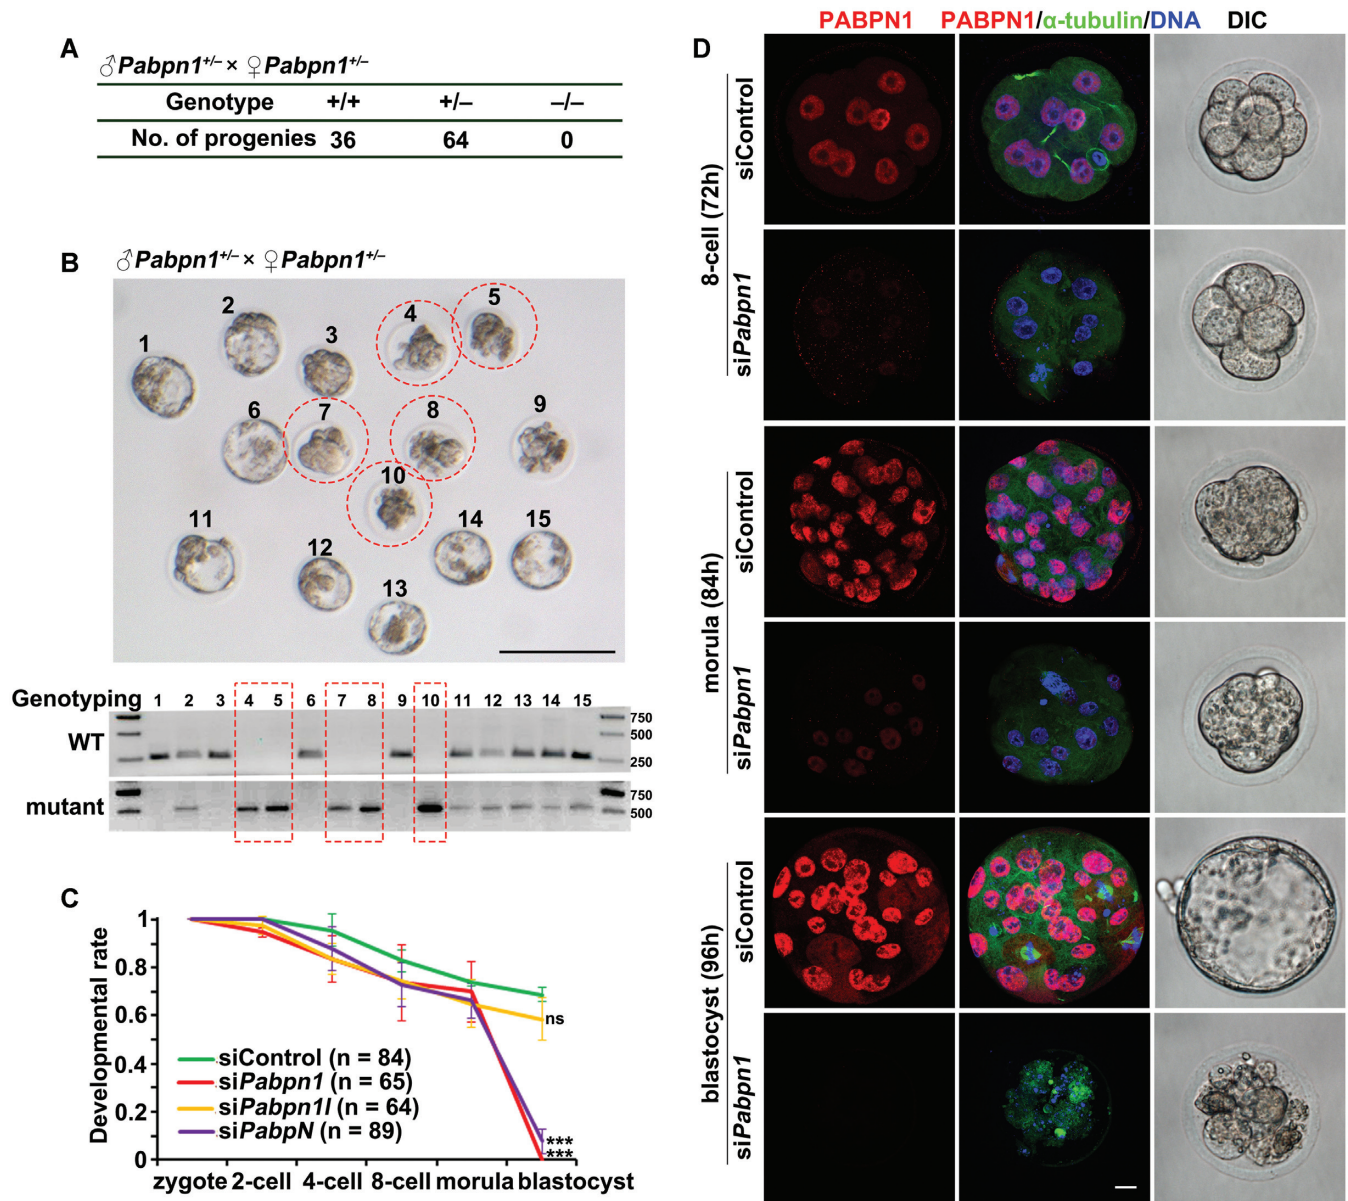 A
♂Pabpn1+/– × ♀Pabpn1+/–
Genotype +/+ +/– –/–
No. of progenies 36 64 0
B
♂Pabpn1+/– × ♀Pabpn1+/–
1
2
3
4
5
6
7
8
9
10
11
12
13
14
15
Genotyping 1 2 3 4 5 6 7 8 9 10 11 12 13 14 15
WT
750
500
250
mutant
750
500
C
Developmental rate
1
0.8
0.6
0.4
0.2
0
siControl (n = 84)
siPabpn1 (n = 65)
siPabpn1l (n = 64)
siPabpN (n = 89)
ns
***
***
zygote 2-cell 4-cell 8-cell morula blastocyst
D
PABPN1 PABPN1/α-tubulin/DNA DIC
8-cell (72h)
siControl
siPabpn1
morula (84h)
siControl
siPabpn1
blastocyst (96h)
siControl
siPabpn1